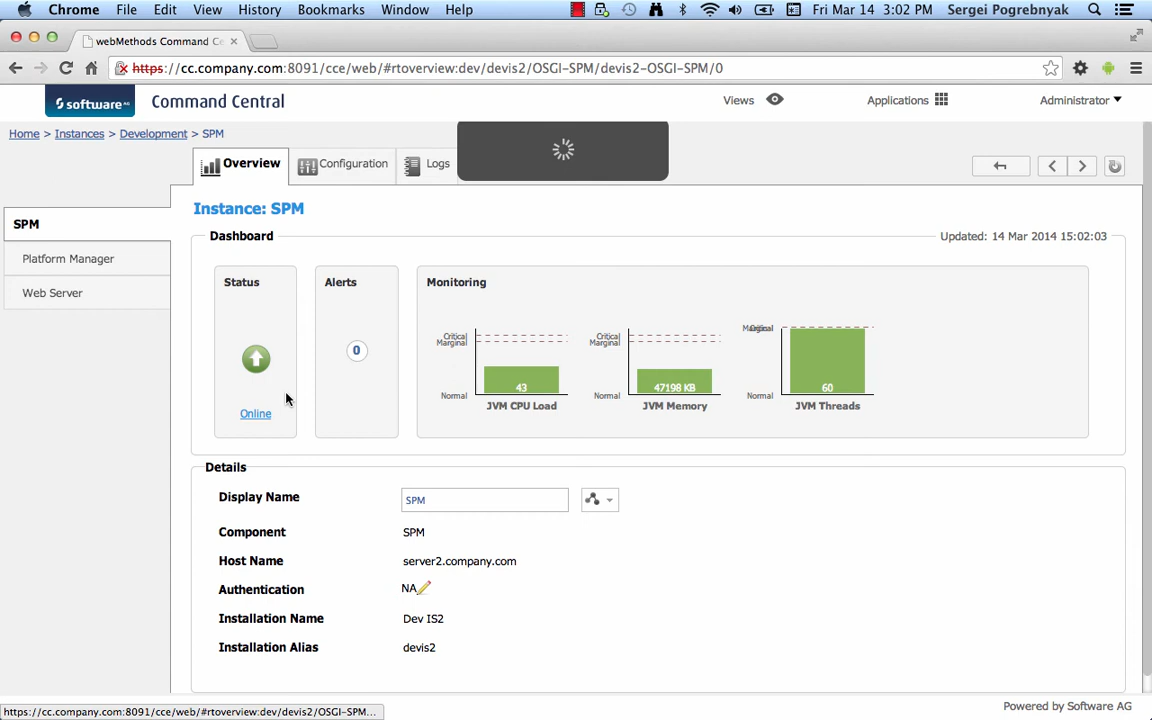 Chrome File Edit View History Bookmarks Window Help Fri Mar 14 3:02 PM Sergei Pogrebnyak
webMethods Command Ce
https://cc.company.com:8091/cce/web/#rtoverview:dev/devis2/OSGI-SPM/devis2-OSGI-SPM/0
software AG Command Central Views Applications Administrator
Home > Instances > Development > SPM
Overview Configuration Logs
SPM
Platform Manager
Web Server
Instance: SPM
Dashboard Updated: 14 Mar 2014 15:02:03
Status
Online
Alerts
0
Monitoring
Critical
Marginal
Normal
43
JVM CPU Load
Critical
Marginal
Normal
47198 KB
JVM Memory
Marginal
Normal
60
JVM Threads
Details
Display Name SPM
Component SPM
Host Name server2.company.com
Authentication NA
Installation Name Dev IS2
Installation Alias devis2
https://cc.company.com:8091/cce/web/#rtoverview:dev/devis2/OSGI-SPM...
Powered by Software AG